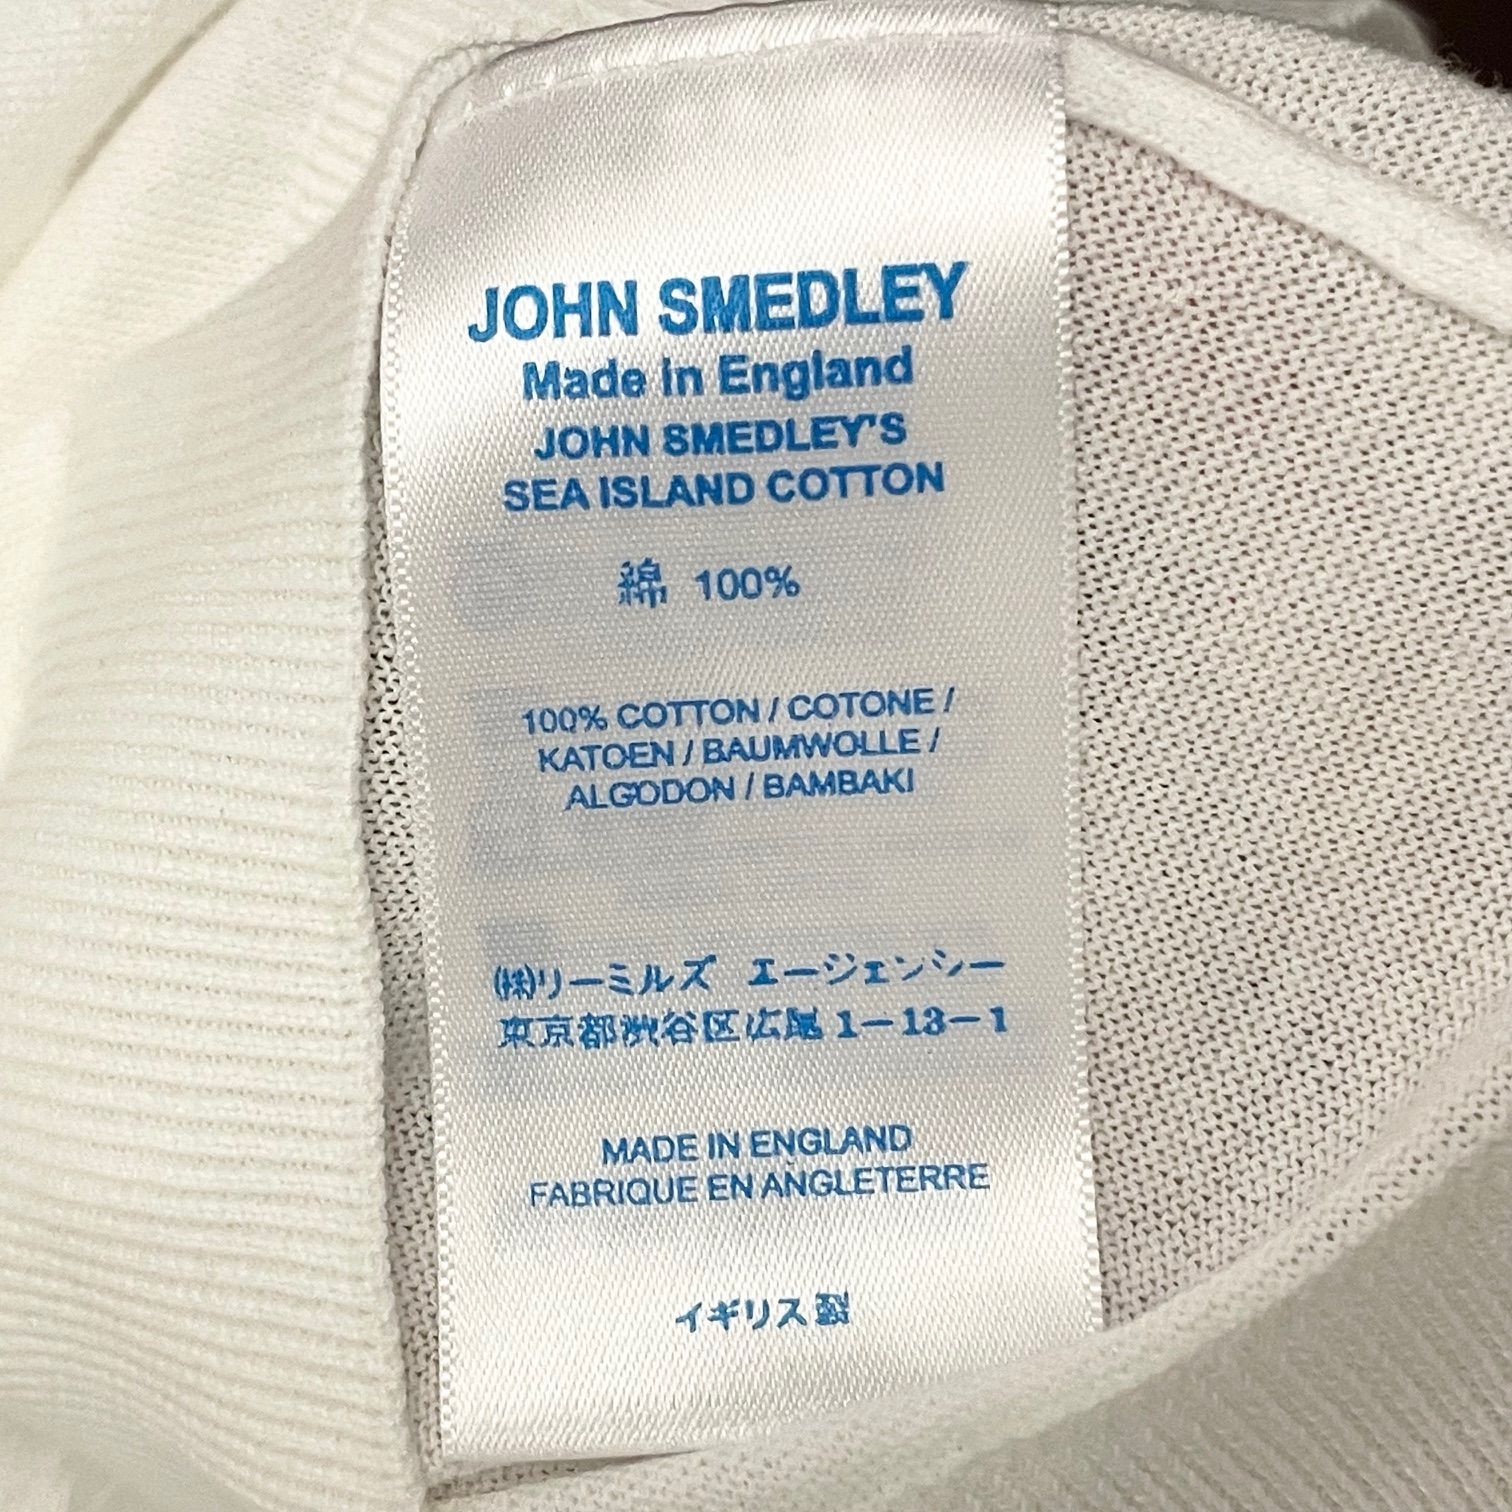 JOHN SMEDLEY
Made in England
JOHN SMEDLEY'S
SEA ISLAND COTTON
綿 100%
100% COTTON / COTONE /
KATOEN / BAUMWOLLE /
ALGODON / BAMBAKI
㈱リーミルズ エージェンシー
東京都渋谷区広尾1-13-1
MADE IN ENGLAND
FABRIQUE EN ANGLETERRE
イギリス製